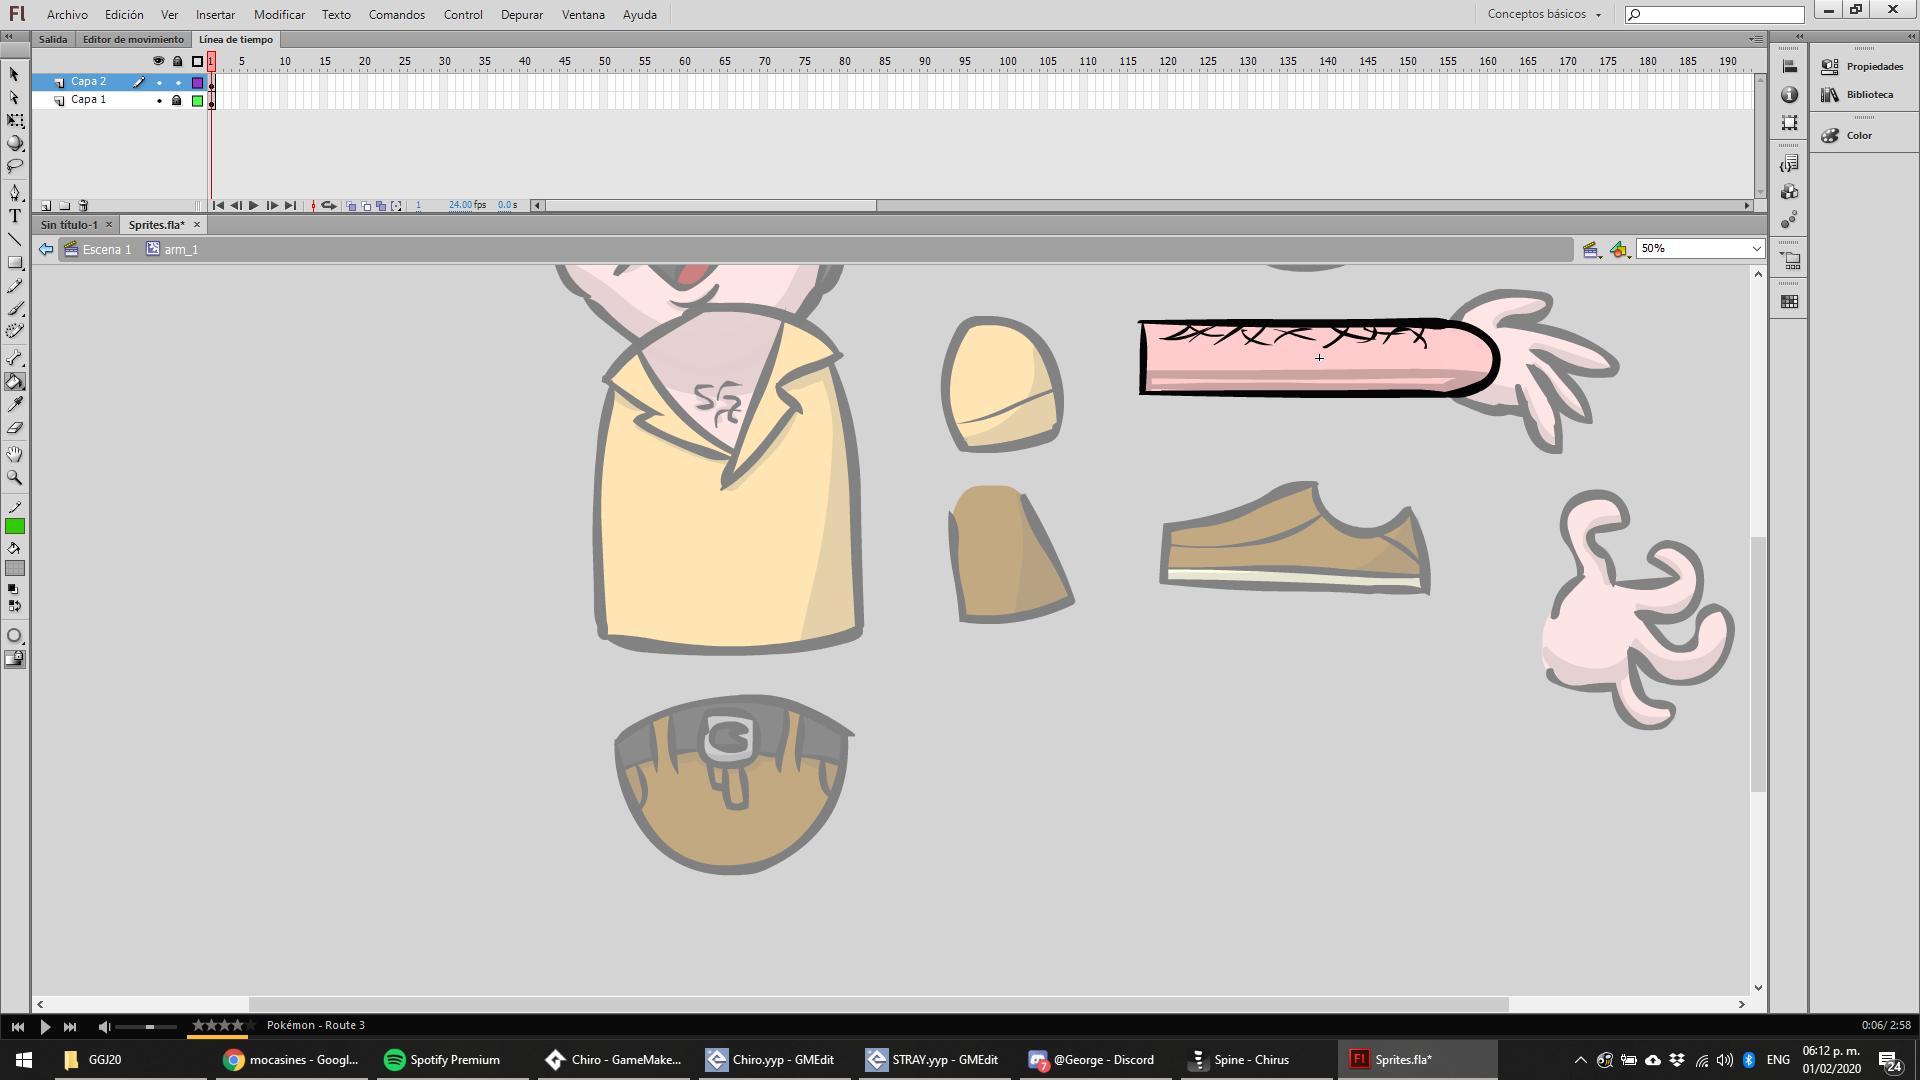 Fl Archivo Edición Ver Insertar Modificar Texto Comandos Control Depurar Ventana Ayuda Conceptos básicos
Salida Editor de movimiento Línea de tiempo
1 5 10 15 20 25 30 35 40 45 50 55 60 65 70 75 80 85 90 95 100 105 110 115 120 125 130 135 140 145 150 155 160 165 170 175 180 185 190
Capa 2
Capa 1
1 24.00 fps 0.0 s
Sin título-1 Sprites.fla*
Escena 1 arm_1 50%
Propiedades
Biblioteca
Color
T
Pokémon - Route 3 0:06/ 2:58
GGJ20 mocasines - Googl... Spotify Premium Chiro - GameMake... Chiro.yyp - GMEdit STRAY.yyp - GMEdit @George - Discord 7 Spine - Chirus Fl Sprites.fla* ENG 06:12 p. m. 24
01/02/2020